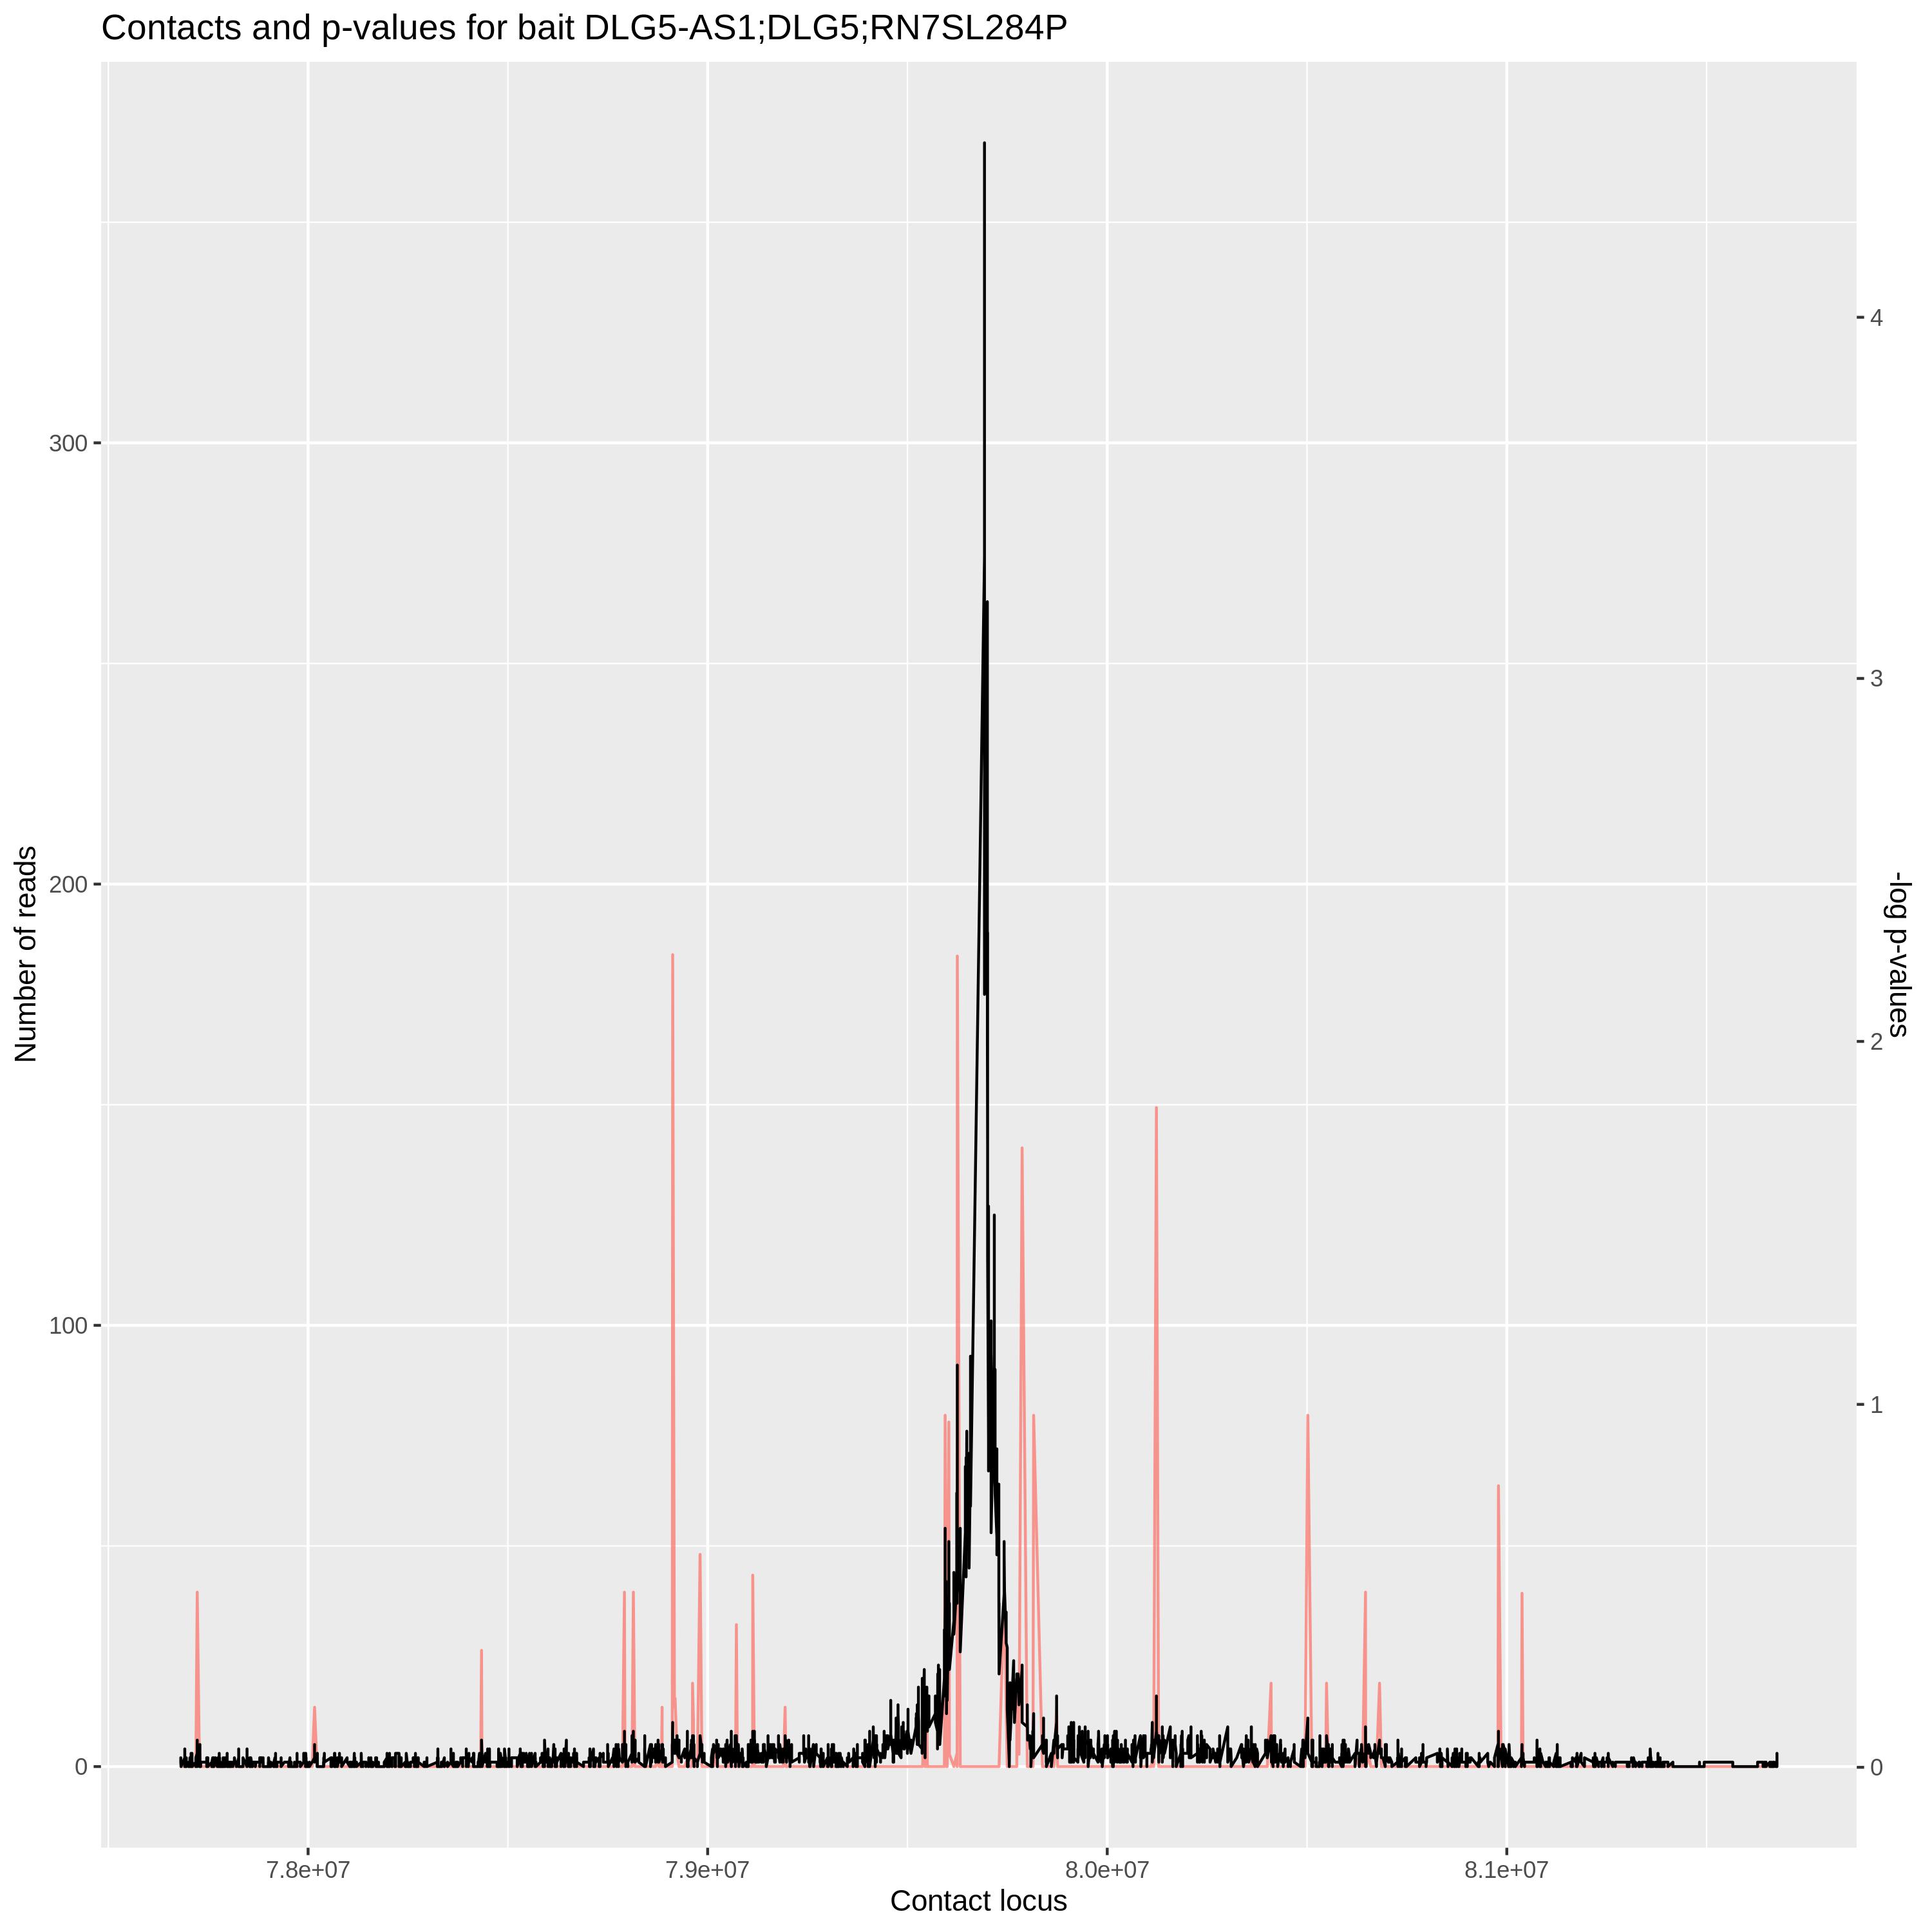 Contacts and p-values for bait DLG5-AS1;DLG5;RN7SL284P
Number of reads
300
200
100
0
4
3
2
1
0
-log p-values
7.8e+07
7.9e+07
8.0e+07
8.1e+07
Contact locus